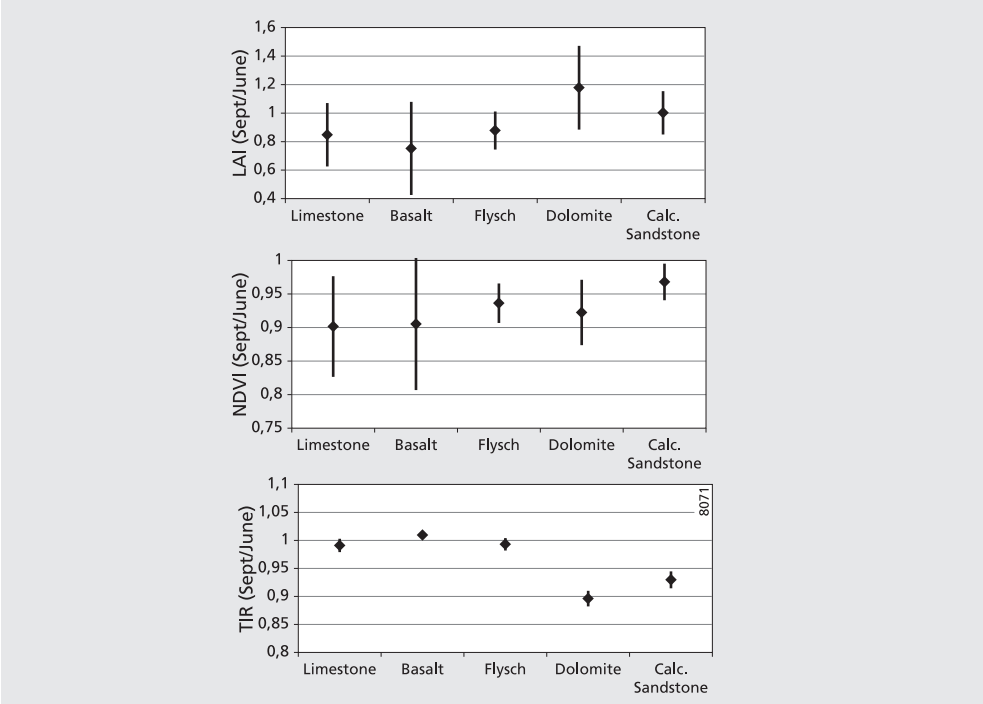 LAI (Sept/June)
1,6
1,4
1,2
1
0,8
0,6
0,4
Limestone Basalt Flysch Dolomite Calc.
Sandstone
NDVI (Sept/June)
1
0,95
0,9
0,85
0,8
0,75
Limestone Basalt Flysch Dolomite Calc.
Sandstone
TIR (Sept/June)
1,1
1,05
1
0,95
0,9
0,85
0,8
8071
Limestone Basalt Flysch Dolomite Calc.
Sandstone